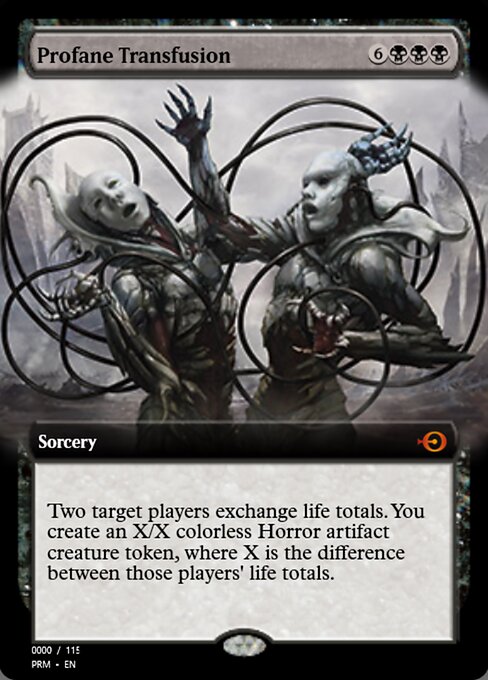 Profane Transfusion 6
Sorcery
Two target players exchange life totals. You
create an X/X colorless Horror artifact
creature token, where X is the difference
between those players' life totals.
0000 / 115
PRM • EN